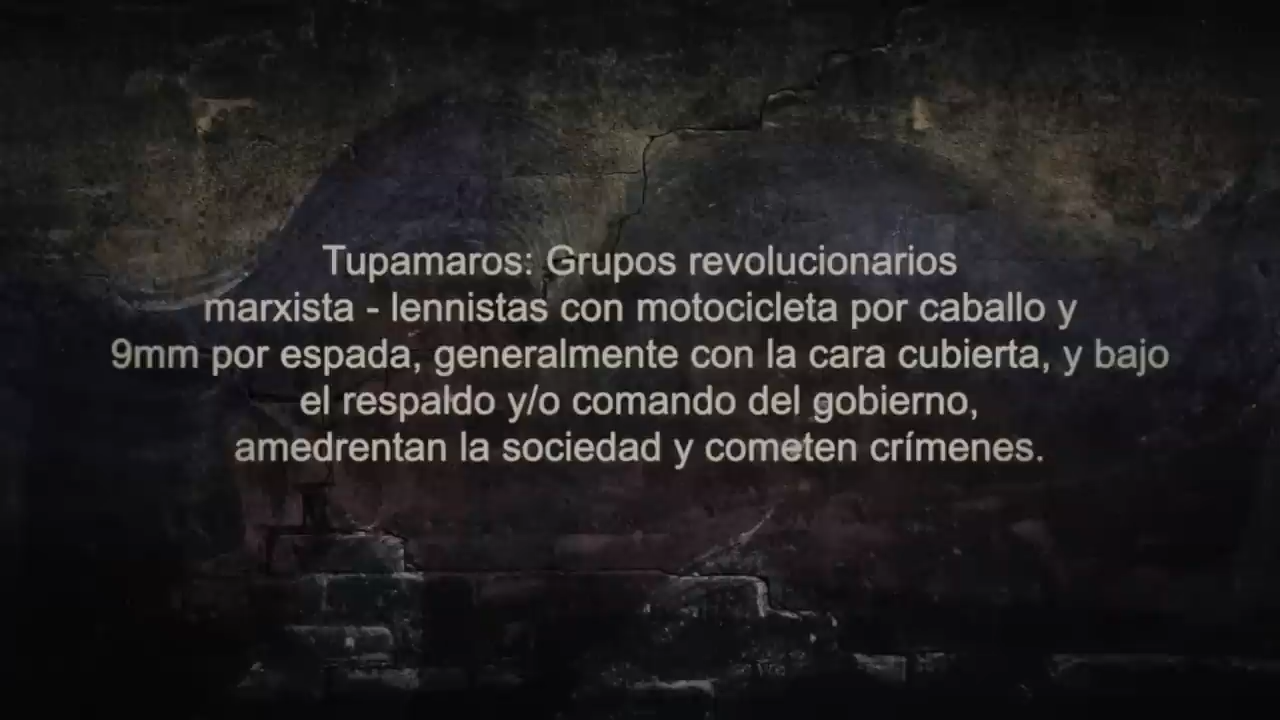 Tupamaros: Grupos revolucionarios
marxista - lennistas con motocicleta por caballo y
9mm por espada, generalmente con la cara cubierta, y bajo
el respaldo y/o comando del gobierno,
amedrentan la sociedad y cometen crímenes.